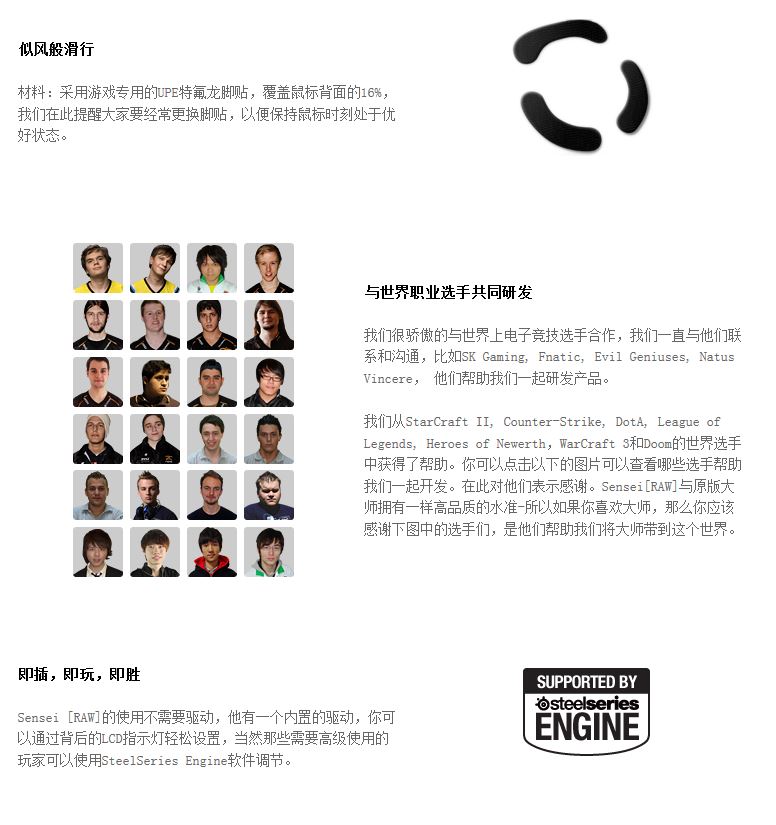 似风般滑行
材料：采用游戏专用的UPE特氟龙脚贴，覆盖鼠标背面的16%，
我们在此提醒大家要经常更换脚贴，以便保持鼠标时刻处于优
好状态。
与世界职业选手共同研发
我们很骄傲的与世界上电子竞技选手合作，我们一直与他们联
系和沟通，比如SK Gaming, Fnatic, Evil Geniuses, Natus
Vincere， 他们帮助我们一起研发产品。
我们从StarCraft II, Counter-Strike, DotA, League of
Legends, Heroes of Newerth，WarCraft 3和Doom的世界选手
中获得了帮助。你可以点击以下的图片可以查看哪些选手帮助
我们一起开发。在此对他们表示感谢。Sensei[RAW]与原版大
师拥有一样高品质的水准-所以如果你喜欢大师，那么你应该
感谢下图中的选手们，是他们帮助我们将大师带到这个世界。
即插，即玩，即胜
Sensei [RAW]的使用不需要驱动，他有一个内置的驱动，你可
以通过背后的LCD指示灯轻松设置，当然那些需要高级使用的
玩家可以使用SteelSeries Engine软件调节。
SUPPORTED BY
steelseries
ENGINE